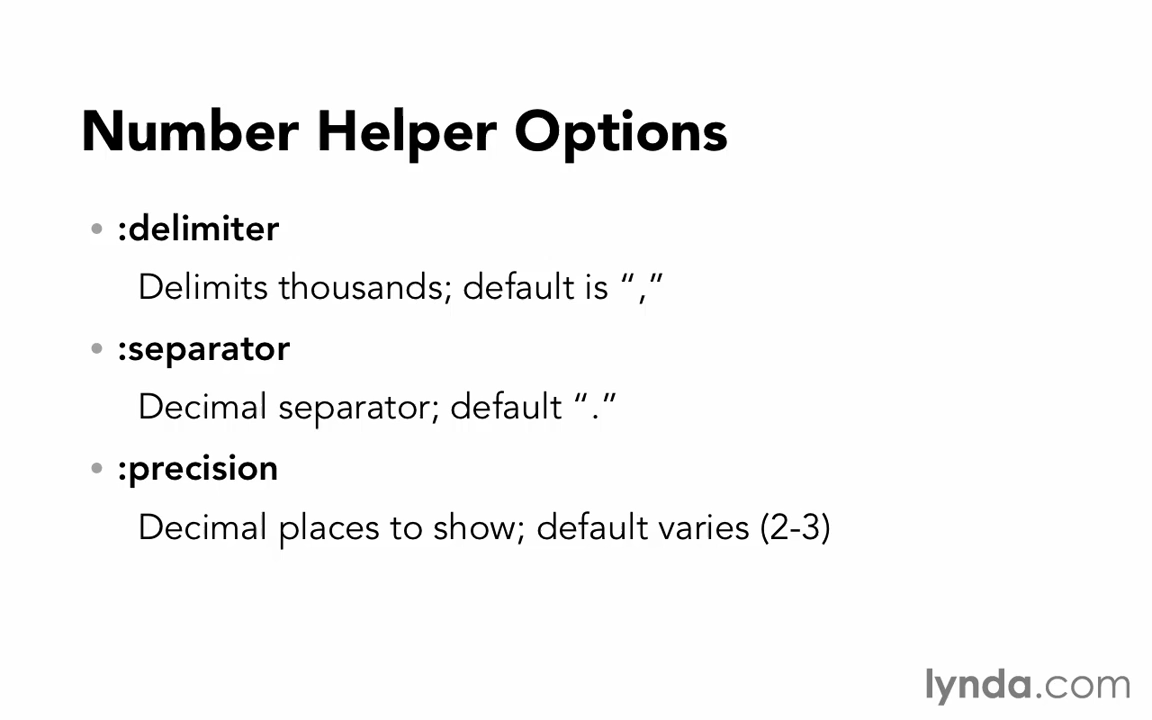 Number Helper Options
• :delimiter
Delimits thousands; default is “,”
• :separator
Decimal separator; default “.”
• :precision
Decimal places to show; default varies (2-3)
lynda.com